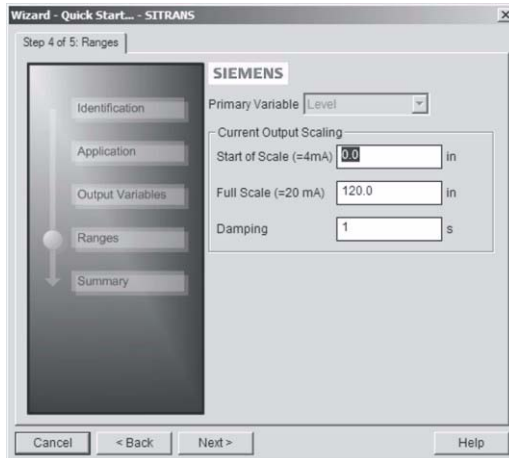 Wizard - Quick Start... - SITRANS
Step 4 of 5: Ranges
SIEMENS
Identification
Application
Output Variables
Ranges
Summary
Primary Variable Level
Current Output Scaling
Start of Scale (=4mA) 0.0 in
Full Scale (=20 mA) 120.0 in
Damping 1 s
Cancel < Back Next > Help